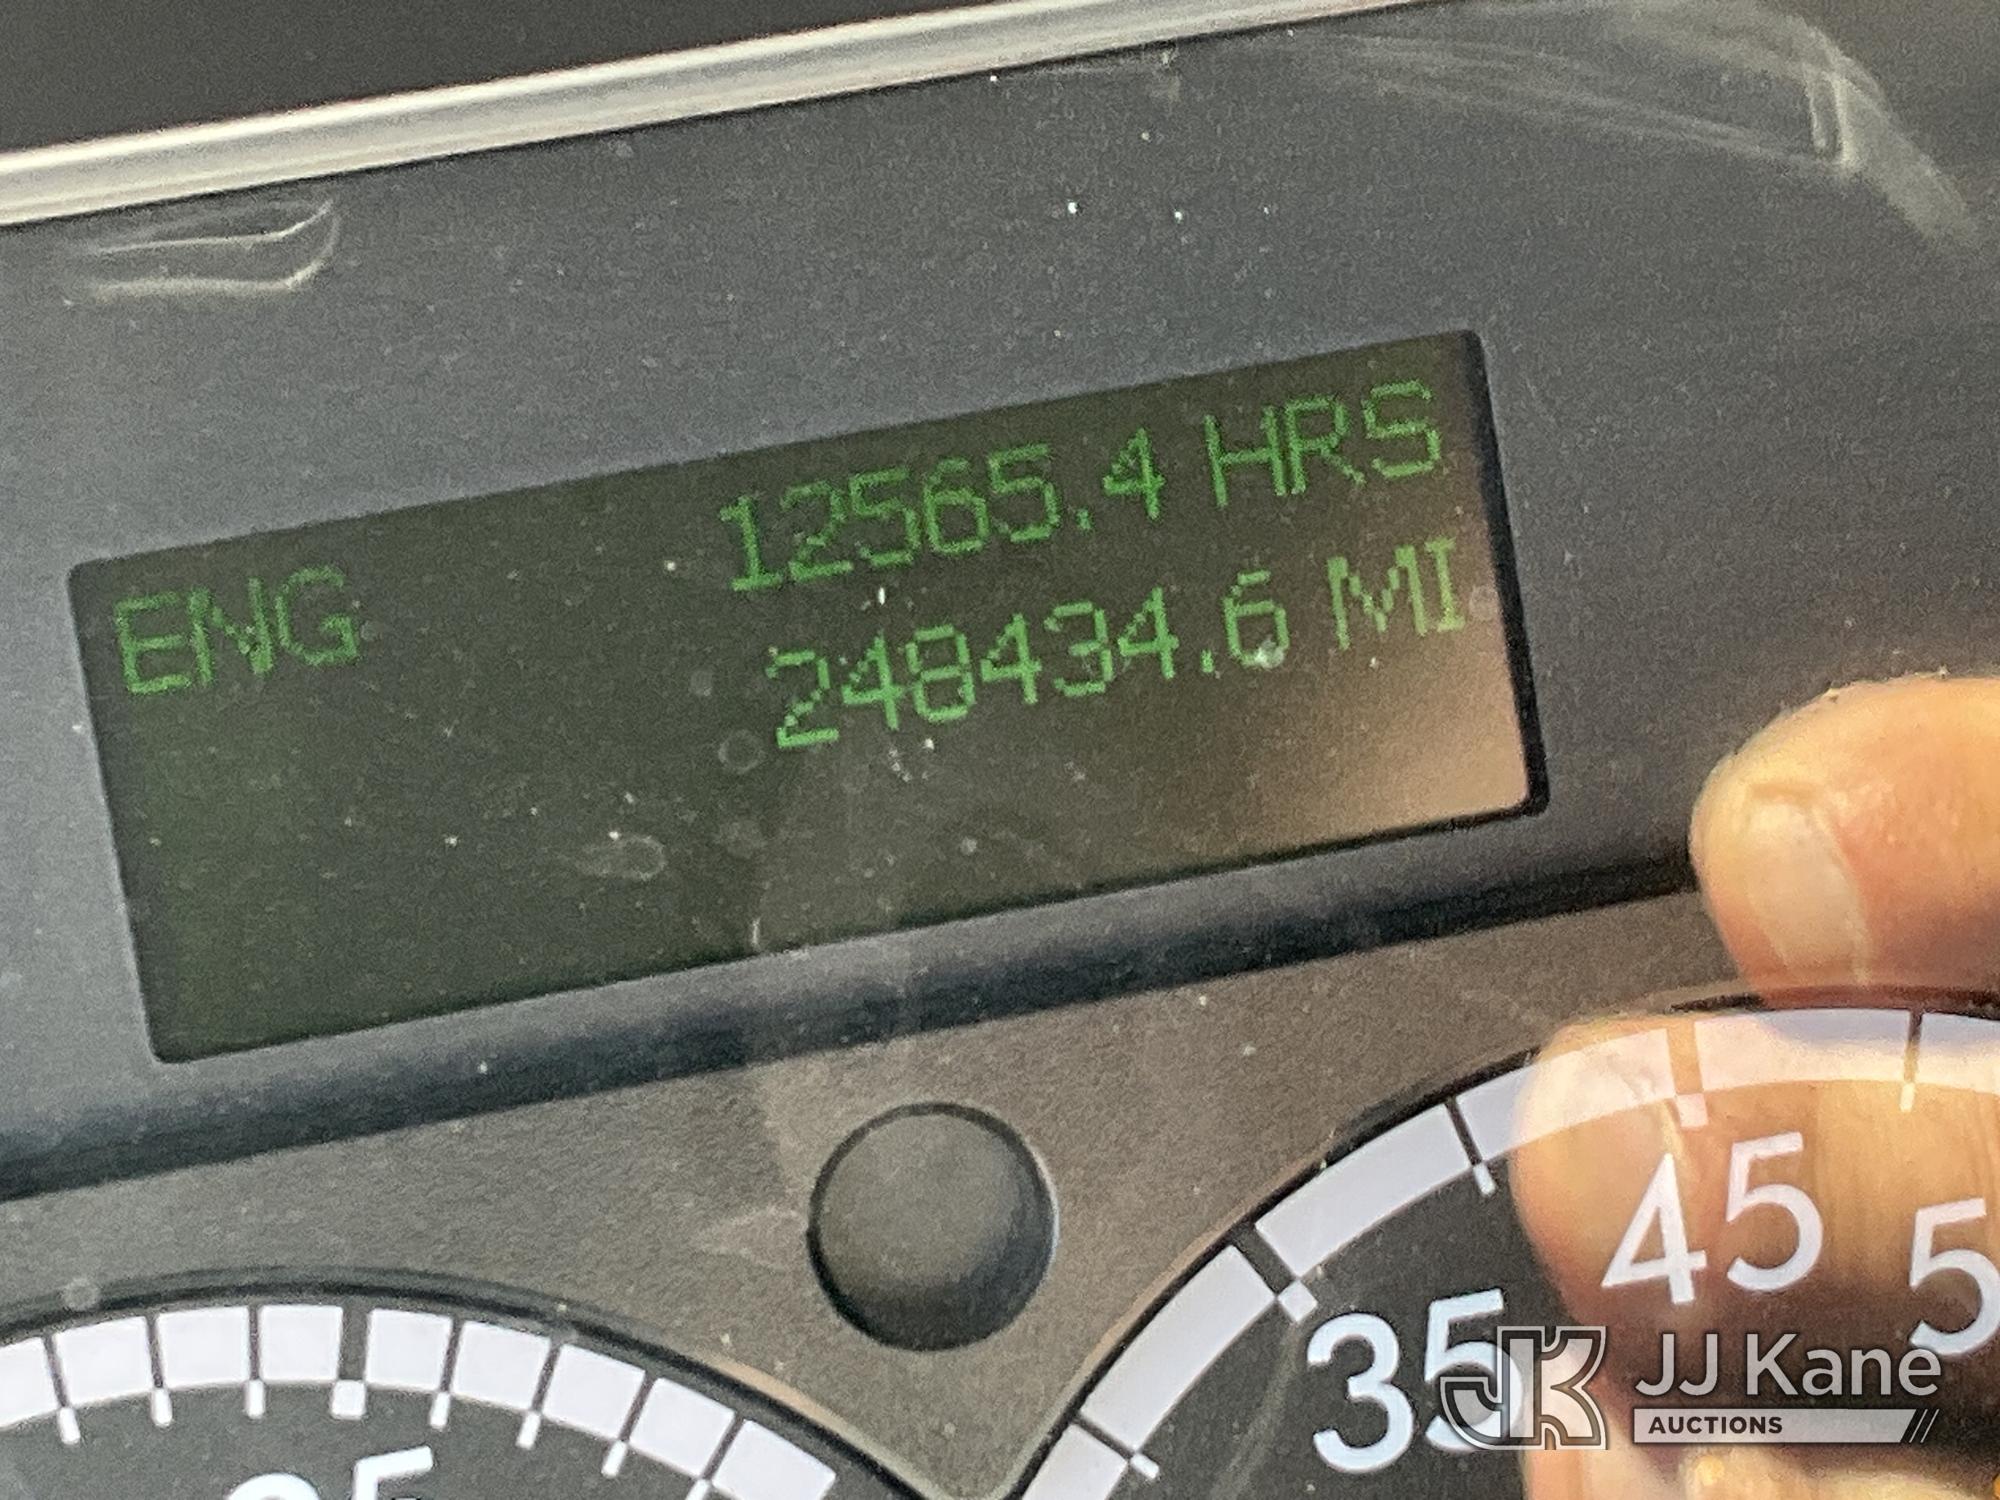 ENG 12565.4 HRS
248434.6 MI
45
35
JJ Kane
AUCTIONS